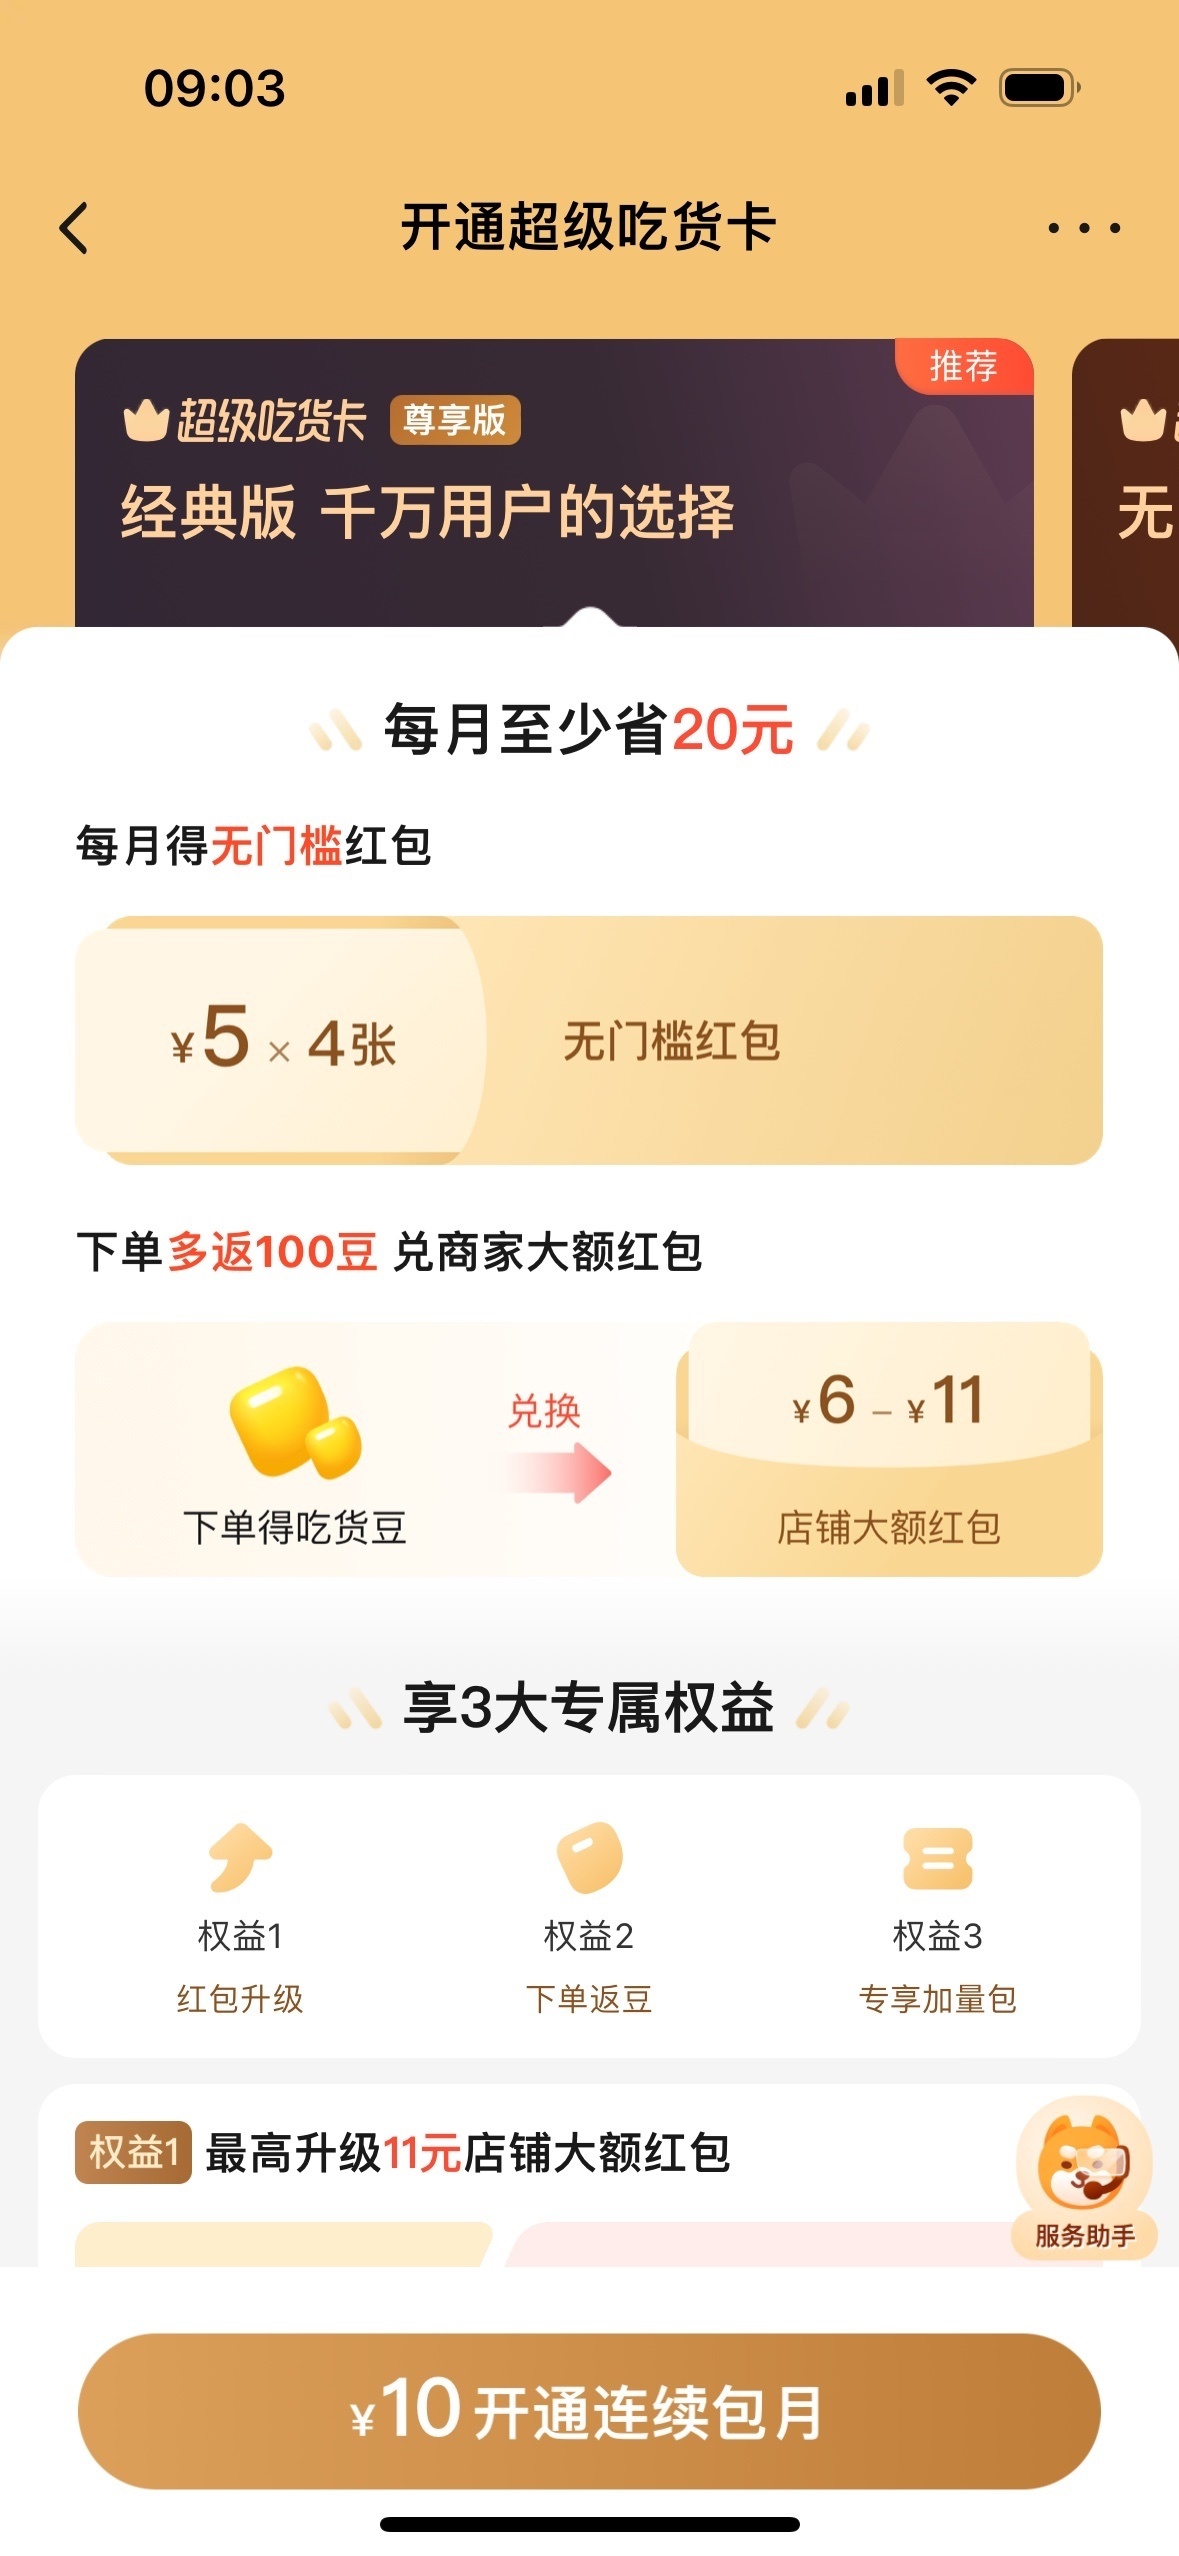 09:03
开通超级吃货卡
推荐
超级吃货卡 尊享版
经典版 千万用户的选择
无
每月至少省20元
每月得无门槛红包
¥5 × 4张
无门槛红包
下单多返100豆 兑商家大额红包
兑换
¥6 – ¥11
下单得吃货豆
店铺大额红包
享3大专属权益
权益1
权益2
权益3
红包升级
下单返豆
专享加量包
权益1 最高升级11元店铺大额红包
服务助手
¥10 开通连续包月